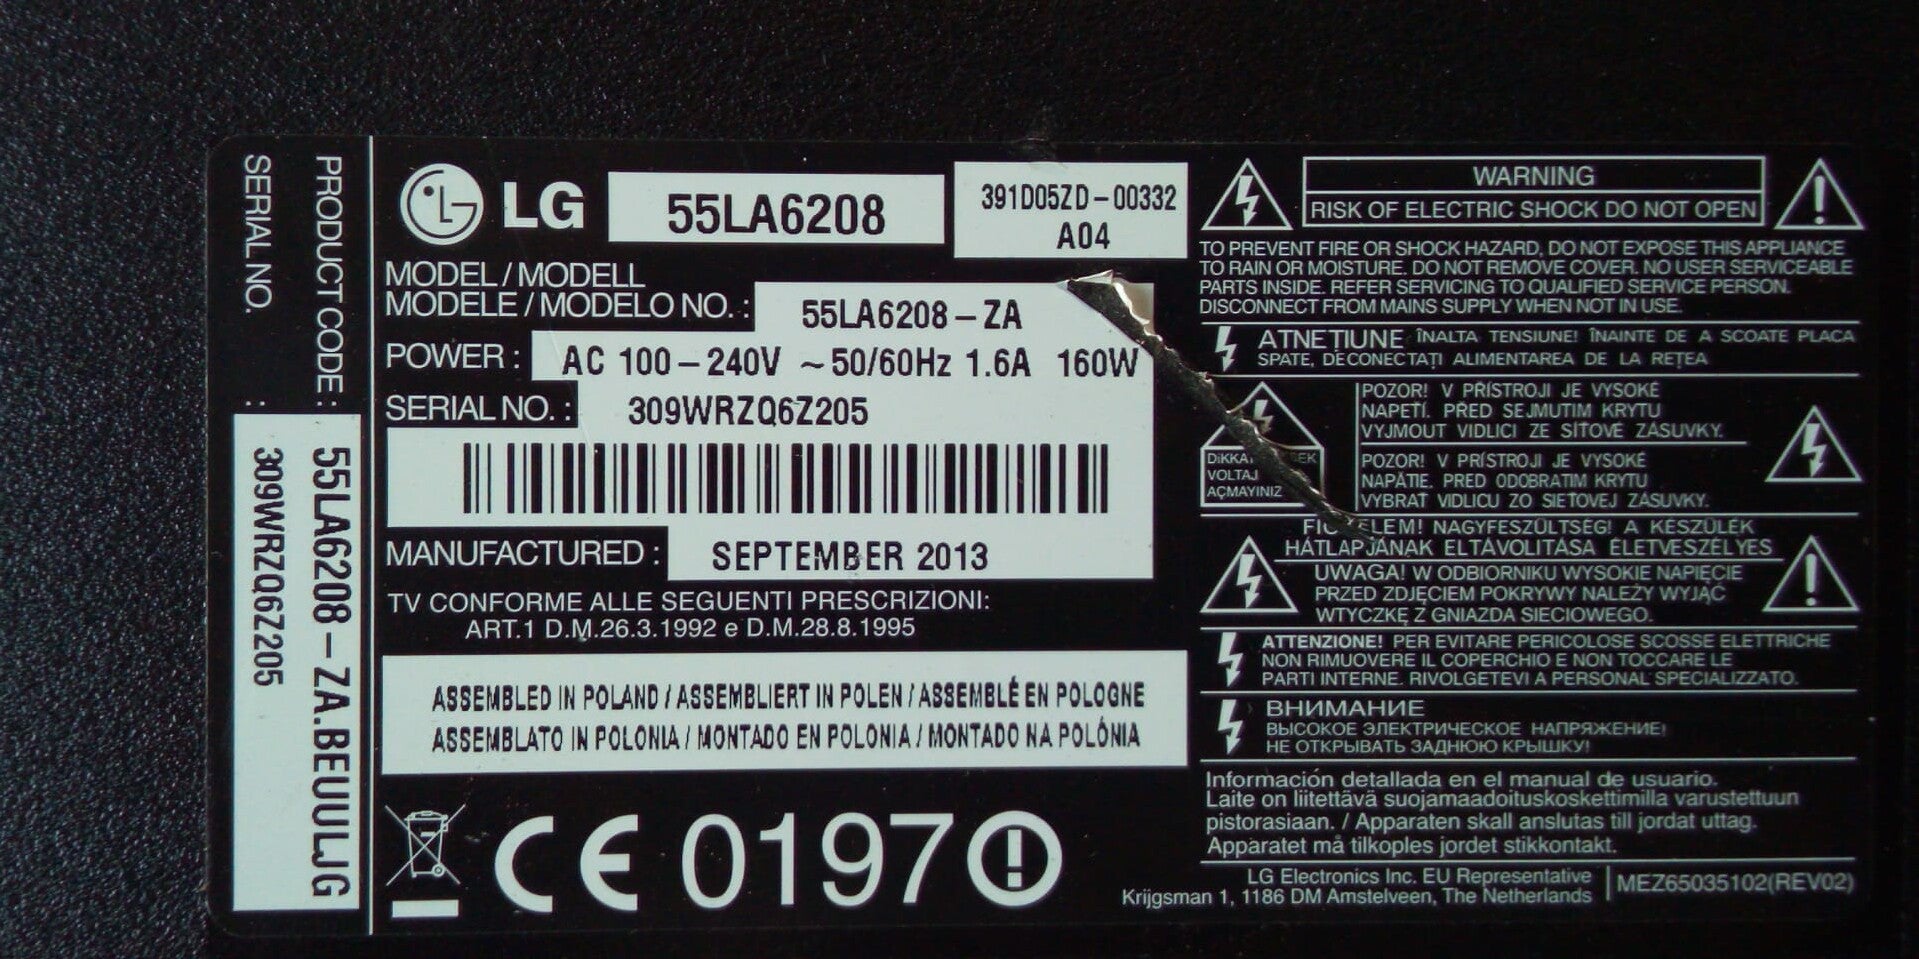 PRODUCT CODE : 55LA6208-ZA.BEUULJG
SERIAL NO. : 309WRZQ6Z205
LG
55LA6208
391D05ZD-00332
A04
MODEL / MODELL
MODELE / MODELO NO. : 55LA6208-ZA
POWER : AC 100-240V ~50/60Hz 1.6A 160W
SERIAL NO. : 309WRZQ6Z205
MANUFACTURED : SEPTEMBER 2013
TV CONFORME ALLE SEGUENTI PRESCRIZIONI:
ART.1 D.M.26.3.1992 e D.M.28.8.1995
ASSEMBLED IN POLAND / ASSEMBLIERT IN POLEN / ASSEMBLÉ EN POLOGNE
ASSEMBLATO IN POLONIA / MONTADO EN POLONIA / MONTADO NA POLÓNIA
CE 0197
WARNING
RISK OF ELECTRIC SHOCK DO NOT OPEN
TO PREVENT FIRE OR SHOCK HAZARD, DO NOT EXPOSE THIS APPLIANCE
TO RAIN OR MOISTURE. DO NOT REMOVE COVER. NO USER SERVICEABLE
PARTS INSIDE. REFER SERVICING TO QUALIFIED SERVICE PERSON.
DISCONNECT FROM MAINS SUPPLY WHEN NOT IN USE.
ATNEȚIUNE ÎNALTA TENSIUNE! ÎNAINTE DE A SCOATE PLACA
SPATE, DECONECTAȚI ALIMENTAREA DE LA REȚEA
POZOR! V PŘÍSTROJI JE VYSOKÉ
NAPETÍ. PŘED SEJMUTIM KRYTU
VYJMOUT VIDLICI ZE SÍŤOVÉ ZÁSUVKY.
VOLTAJ
AÇMAYINIZ
POZOR! V PRÍSTROJI JE VYSOKÉ
NAPÁTIE. PRED ODOBRATIM KRYTU
VYBRAŤ VIDLICU ZO SIEŤOVEJ ZÁSUVKY.
NAGYFESZÜLTSÉG! A KÉSZÜLÉK
HÁTLAPJÁNAK ELTÁVOLITÁSA ÉLETVESZÉLYES
UWAGA! W ODBIORNIKU WYSOKIE NAPIĘCIE
PRZED ZDJĘCIEM POKRYWY NALEŻY WYJĄĆ
WTYCZKĘ Z GNIAZDA SIECIOWEGO.
ATTENZIONE! PER EVITARE PERICOLOSE SCOSSE ELETTRICHE
NON RIMUOVERE IL COPERCHIO E NON TOCCARE LE
PARTI INTERNE. RIVOLGETEVI A PERSONAL SPECIALIZZATO.
ВНИМАНИЕ
ВЫСОКОЕ ЭЛЕКТРИЧЕСКОЕ НАПРЯЖЕНИЕ!
НЕ ОТКРЫВАТЬ ЗАДНЮЮ КРЫШКУ!
Información detallada en el manual de usuario.
Laite on liitettävä suojamaadoituskoskettimilla varustettuun
pistorasiaan. / Apparaten skall anslutas till jordat uttag.
Apparatet må tilkoples jordet stikkontakt.
LG Electronics Inc. EU Representative
Krijgsman 1, 1186 DM Amstelveen, The Netherlands
MEZ65035102(REV02)